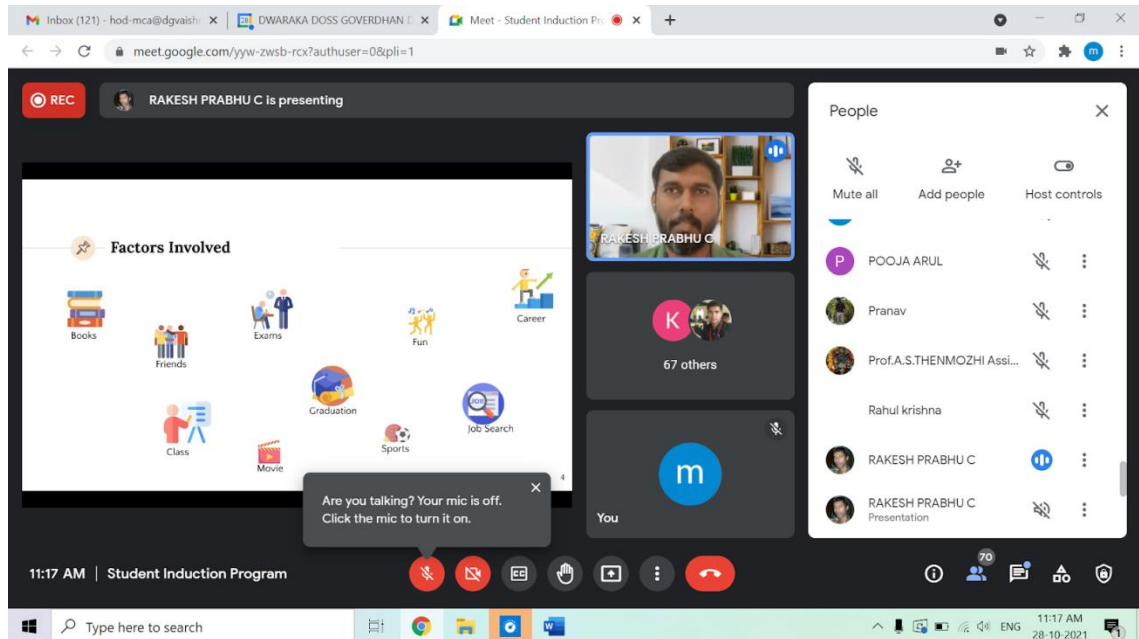 Inbox (121) - hod-mca@dgvaish
DWARAKA DOSS GOVERDHAN D
Meet - Student Induction Pro
meet.google.com/yyw-zwsb-rcx?authuser=0&pli=1
m
REC
RAKESH PRABHU C is presenting
Factors Involved
Books
Friends
Exams
Fun
Career
Class
Graduation
JOB
Job Search
Movie
Sports
4
RAKESH PRABHU C
K
67 others
m
You
Are you talking? Your mic is off.
Click the mic to turn it on.
People
Mute all
Add people
Host controls
P
POOJA ARUL
Pranav
Prof.A.S.THENMOZHI Assi...
Rahul krishna
RAKESH PRABHU C
RAKESH PRABHU C
Presentation
11:17 AM | Student Induction Program
CC
70
Type here to search
W
ENG
11:17 AM
28-10-2021
1